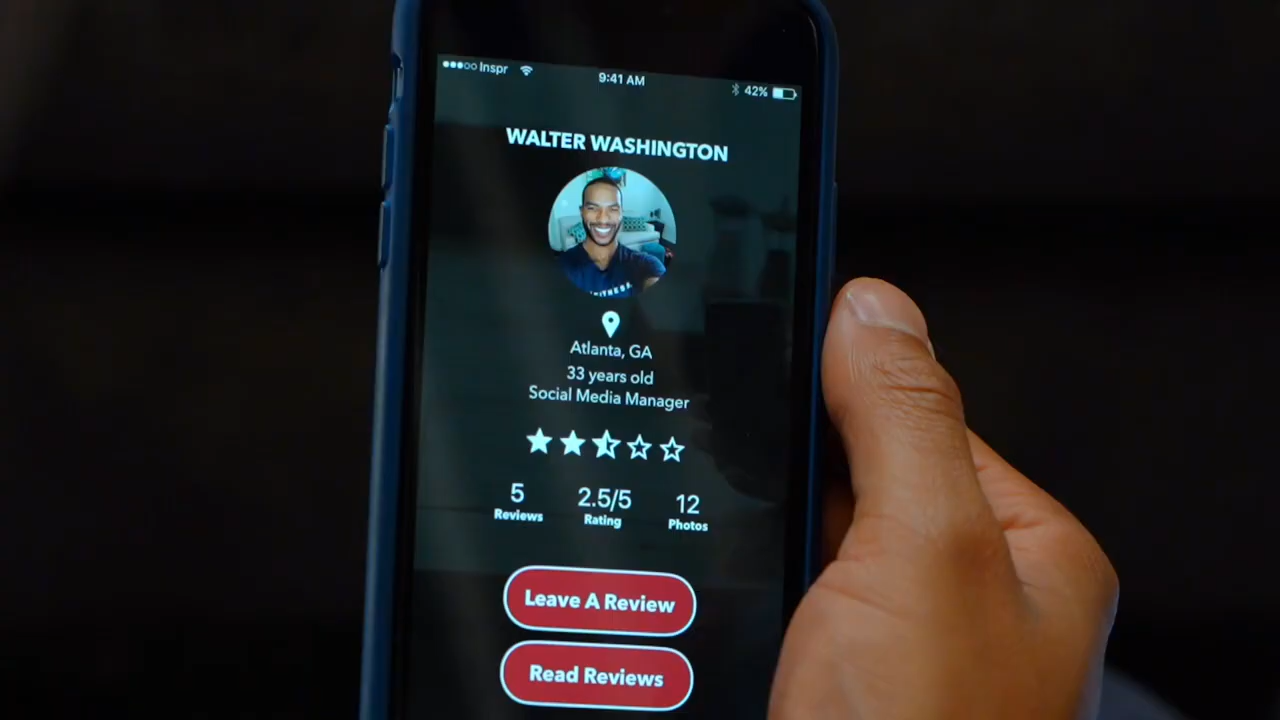 Inspr 9:41 AM 42%
WALTER WASHINGTON
Atlanta, GA
33 years old
Social Media Manager
5 2.5/5 12
Reviews Rating Photos
Leave A Review
Read Reviews